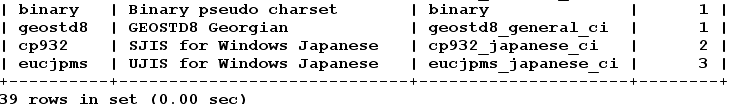 | binary | Binary pseudo charset | binary | 1 |
| geostd8 | GEOSTD8 Georgian | geostd8_general_ci | 1 |
| cp932 | SJIS for Windows Japanese | cp932_japanese_ci | 2 |
| eucjpms | UJIS for Windows Japanese | eucjpms_japanese_ci | 3 |
+----------+-----------------------------+---------------------+--------+
39 rows in set (0.00 sec)